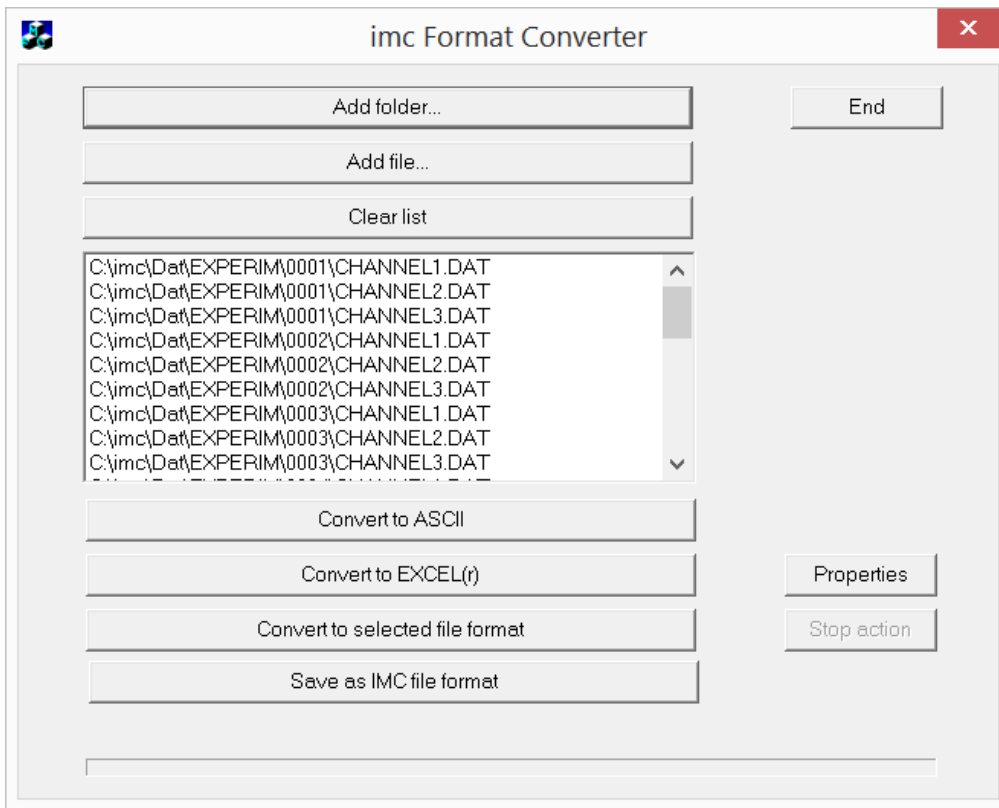 imc Format Converter
Add folder...
End
Add file...
Clear list
C:\imc\Dat\EXPERIM\0001\CHANNEL1.DAT
C:\imc\Dat\EXPERIM\0001\CHANNEL2.DAT
C:\imc\Dat\EXPERIM\0001\CHANNEL3.DAT
C:\imc\Dat\EXPERIM\0002\CHANNEL1.DAT
C:\imc\Dat\EXPERIM\0002\CHANNEL2.DAT
C:\imc\Dat\EXPERIM\0002\CHANNEL3.DAT
C:\imc\Dat\EXPERIM\0003\CHANNEL1.DAT
C:\imc\Dat\EXPERIM\0003\CHANNEL2.DAT
C:\imc\Dat\EXPERIM\0003\CHANNEL3.DAT
Convert to ASCII
Convert to EXCEL(r)
Properties
Convert to selected file format
Stop action
Save as IMC file format